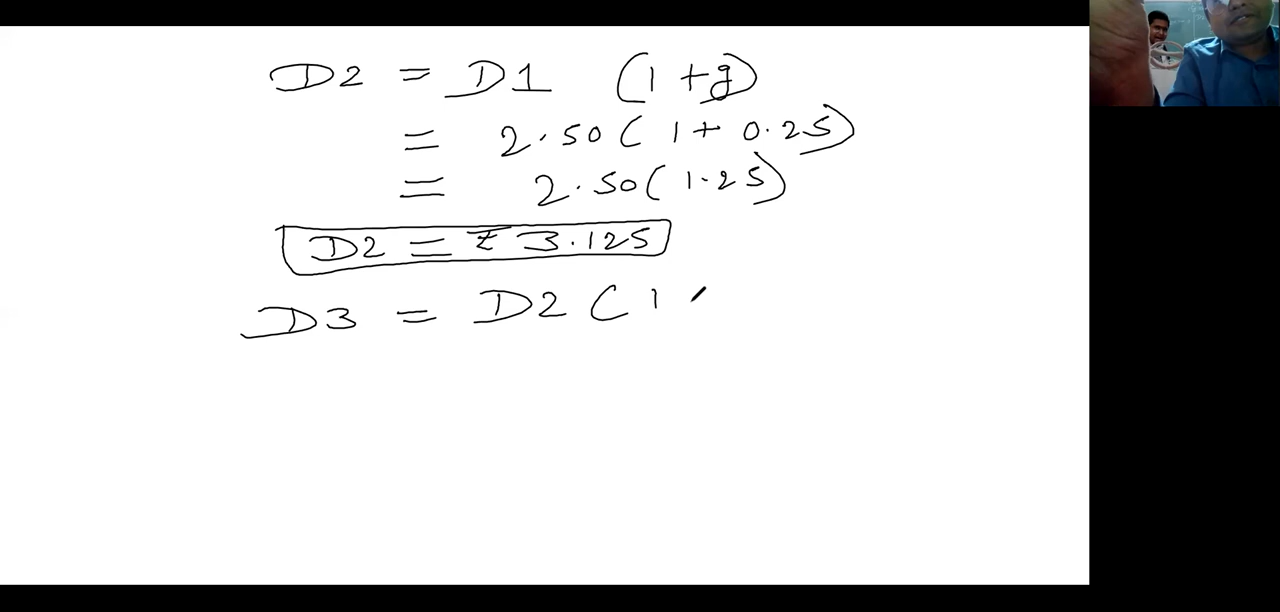 D2 = D1 (1+g)
= 2.50(1+0.25)
= 2.50(1.25)
D2 = ₹ 3.125
D3 = D2 (1